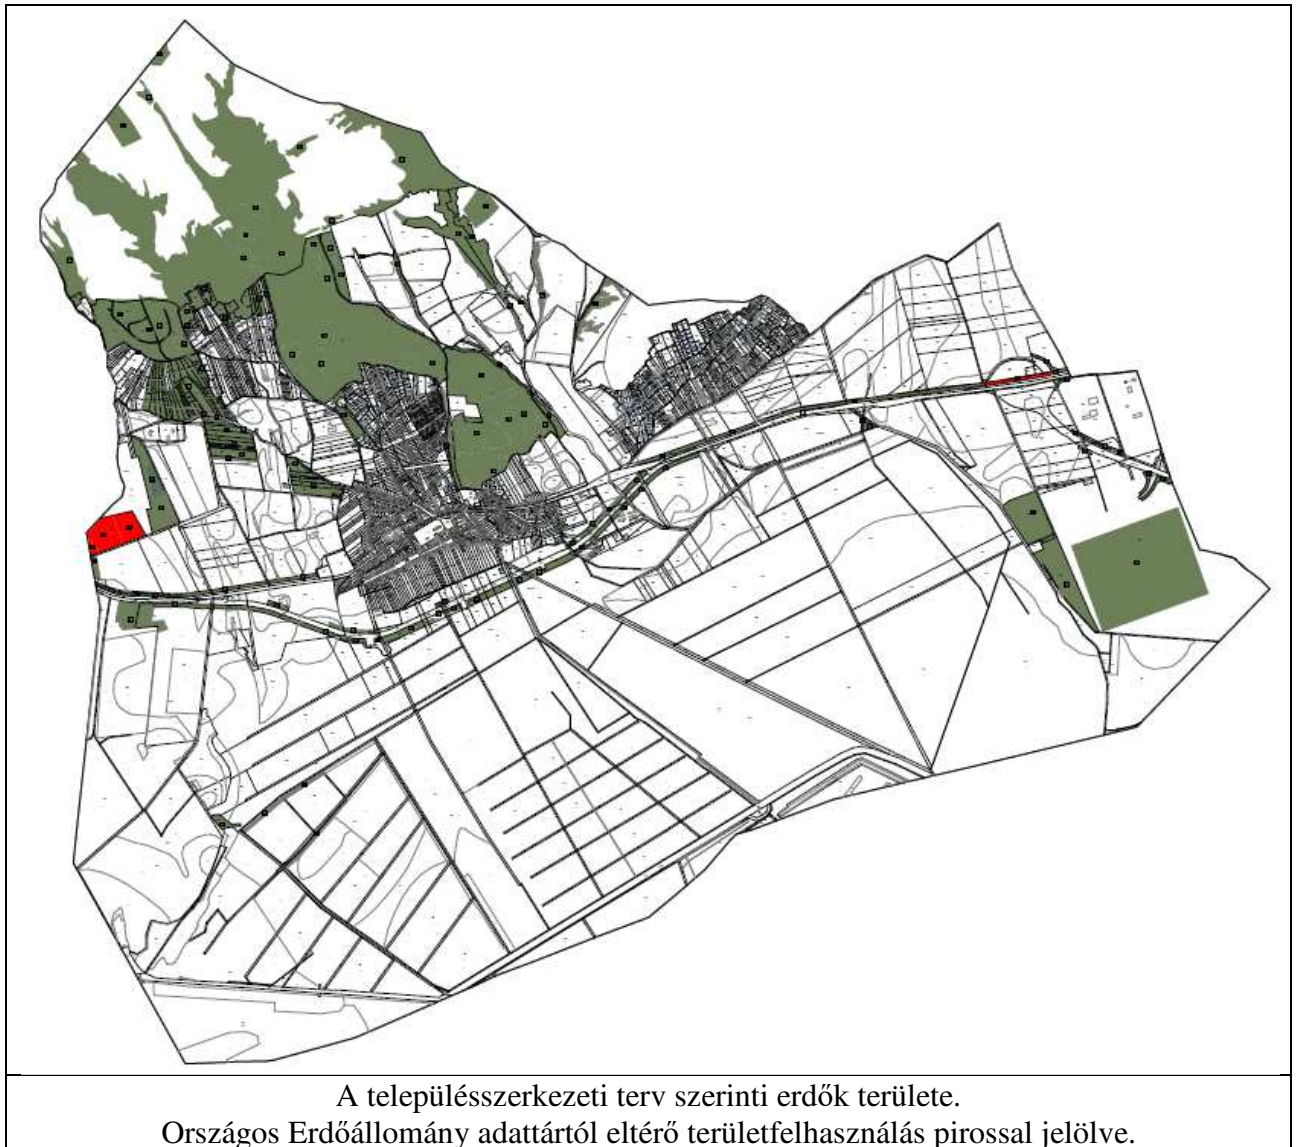 A településszerkezeti terv szerinti erdők területe.
Országos Erdőállomány adattártól eltérő területfelhasználás pirossal jelölve.